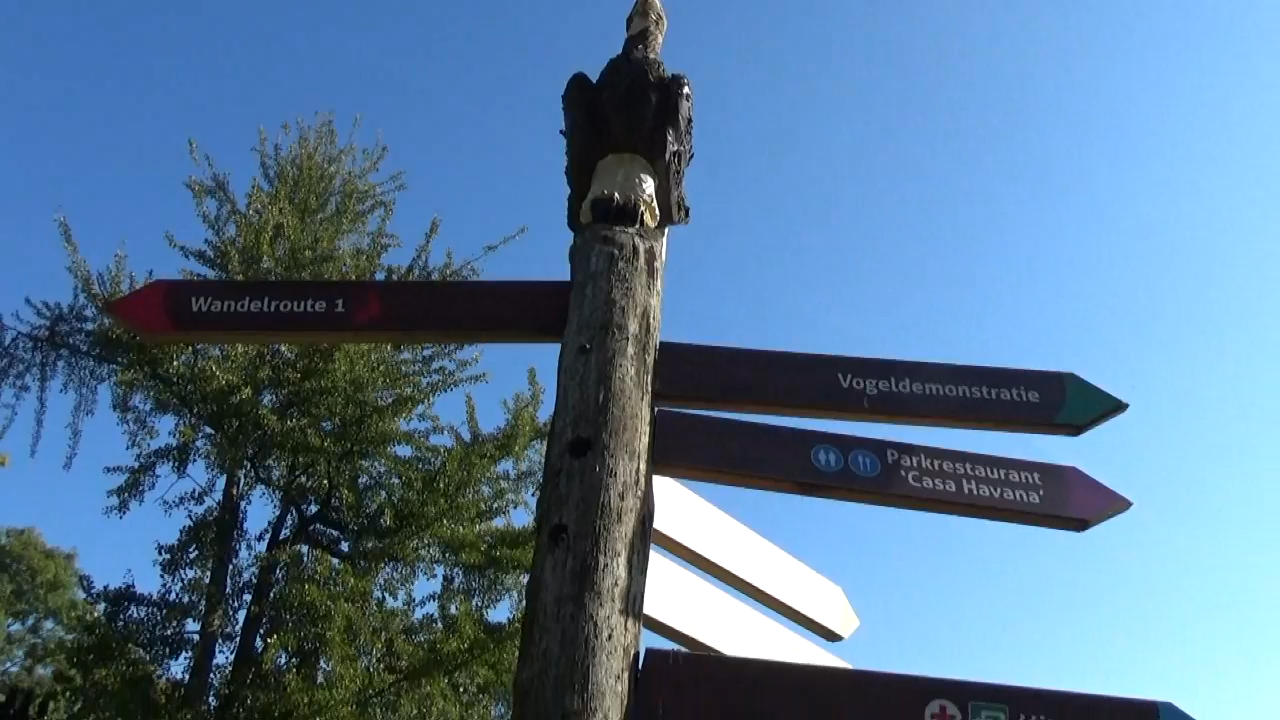 Wandelroute 1
Vogeldemonstratie
Parkrestaurant
'Casa Havana'